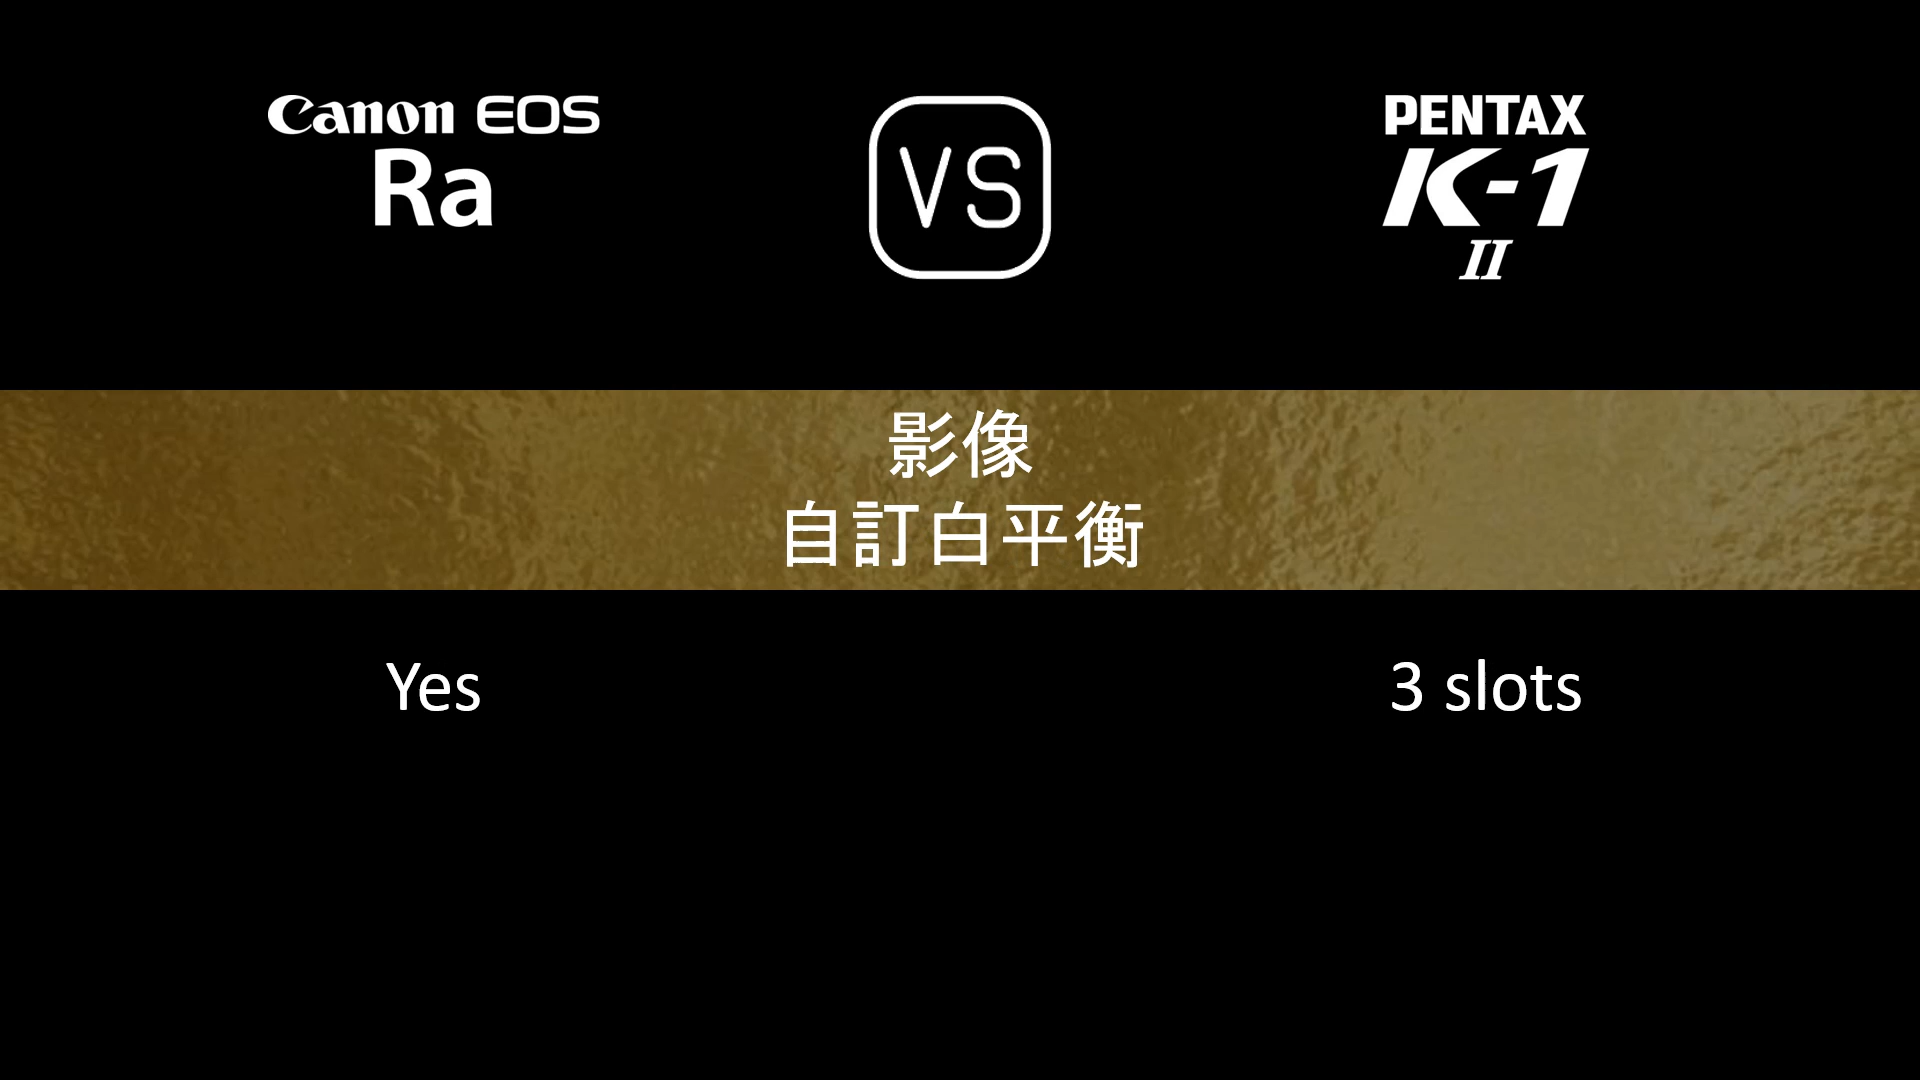 Canon EOS
Ra
VS
PENTAX
K-1
II
影像
自訂白平衡
Yes
3 slots